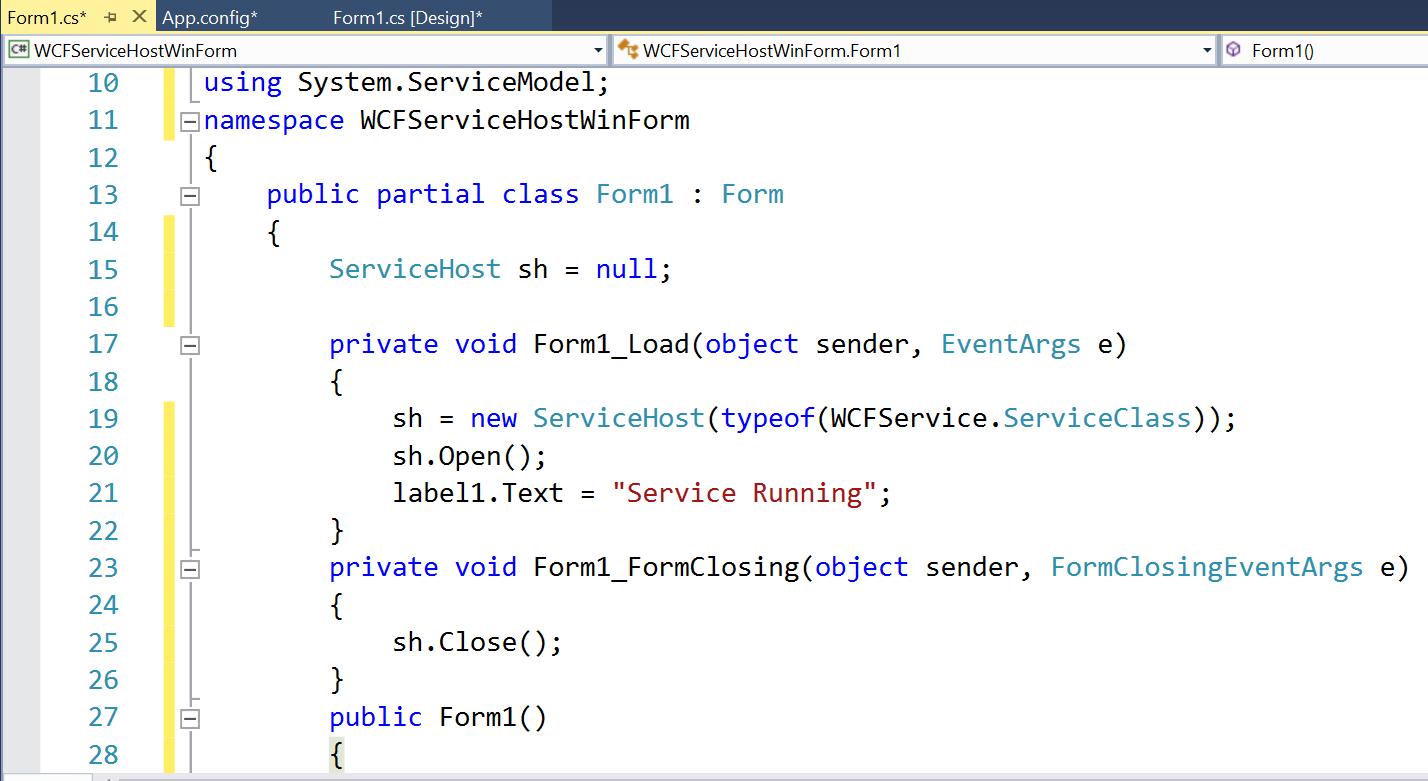 Form1.cs* App.config* Form1.cs [Design]*
C# WCFServiceHostWinForm WCFServiceHostWinForm.Form1 Form1()
10 using System.ServiceModel;
11 namespace WCFServiceHostWinForm
12 {
13 public partial class Form1 : Form
14 {
15 ServiceHost sh = null;
16
17 private void Form1_Load(object sender, EventArgs e)
18 {
19 sh = new ServiceHost(typeof(WCFService.ServiceClass));
20 sh.Open();
21 label1.Text = "Service Running";
22 }
23 private void Form1_FormClosing(object sender, FormClosingEventArgs e)
24 {
25 sh.Close();
26 }
27 public Form1()
28 {